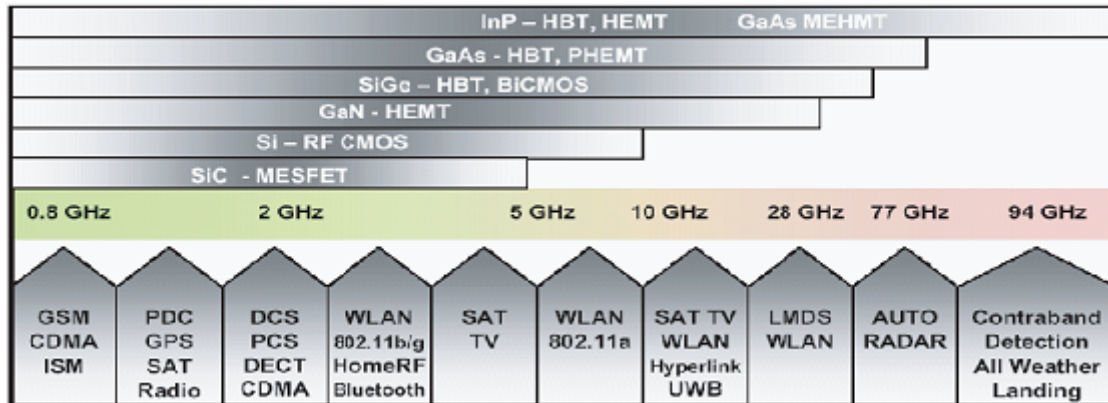 InP – HBT, HEMT GaAs MEHMT
GaAs - HBT, PHEMT
SiGe – HBT, BiCMOS
GaN - HEMT
Si – RF CMOS
SiC - MESFET
0.8 GHz 2 GHz 5 GHz 10 GHz 28 GHz 77 GHz 94 GHz
GSM
CDMA
ISM
PDC
GPS
SAT
Radio
DCS
PCS
DECT
CDMA
WLAN
802.11b/g
HomeRF
Bluetooth
SAT
TV
WLAN
802.11a
SAT TV
WLAN
Hyperlink
UWB
LMDS
WLAN
AUTO
RADAR
Contraband
Detection
All Weather
Landing